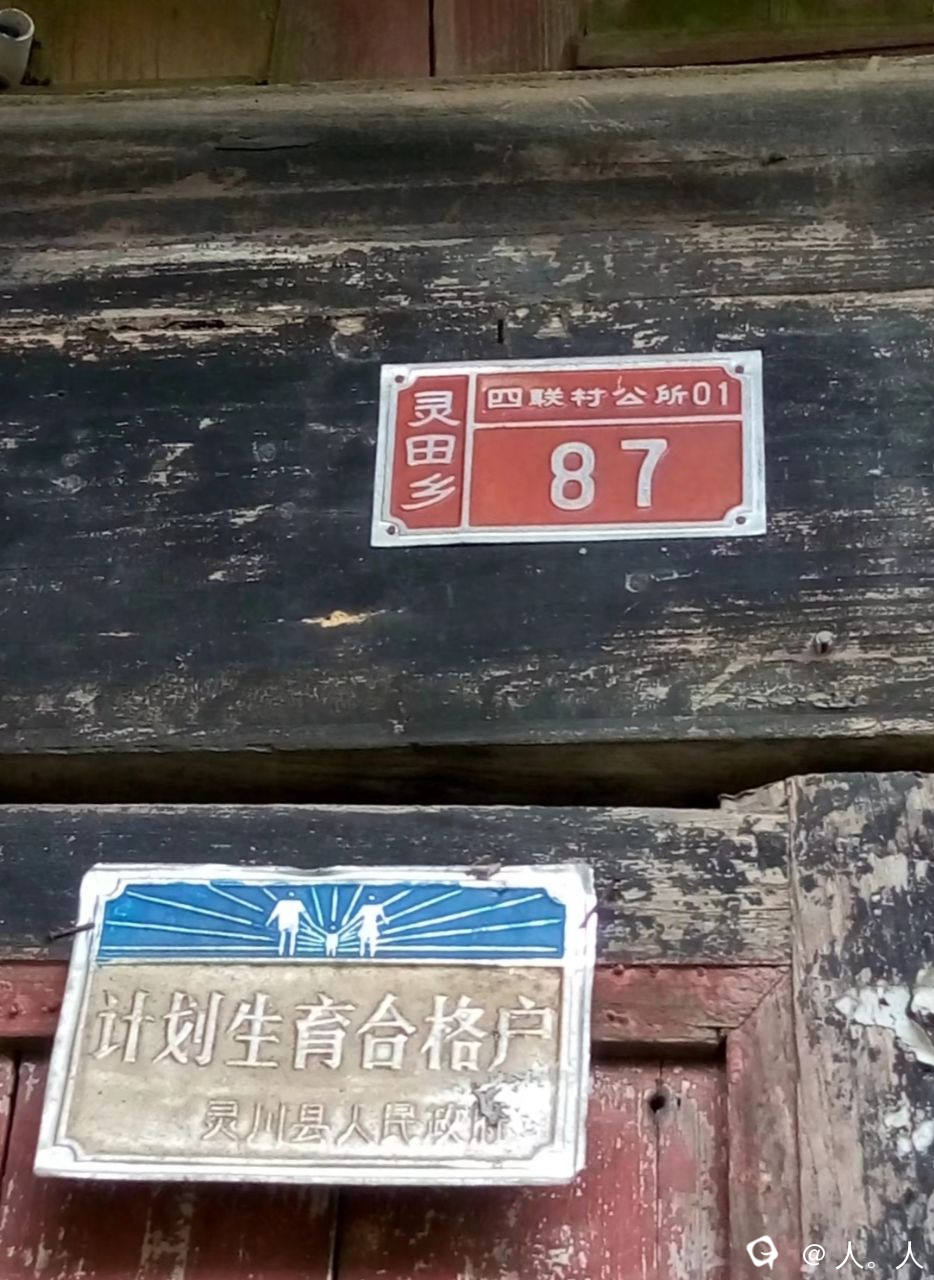 灵田乡
四联村公所01
87
计划生育合格户
灵川县人民政府
@人。人